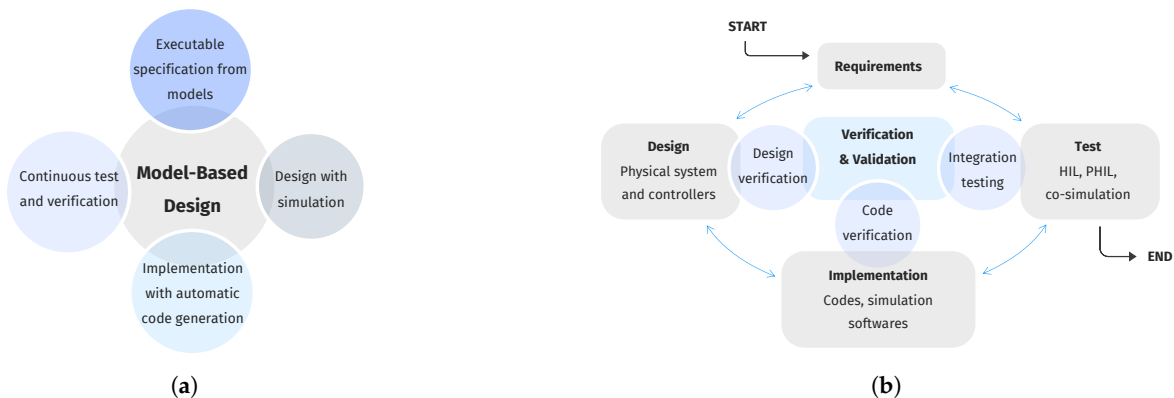 Executable
specification from
models
Continuous test
and verification
Model-Based
Design
Design with
simulation
Implementation
with automatic
code generation
(a)
START
Requirements
Design
Physical system
and controllers
Design
verification
Verification
& Validation
Integration
testing
Test
HIL, PHIL,
co-simulation
Code
verification
END
Implementation
Codes, simulation
softwares
(b)